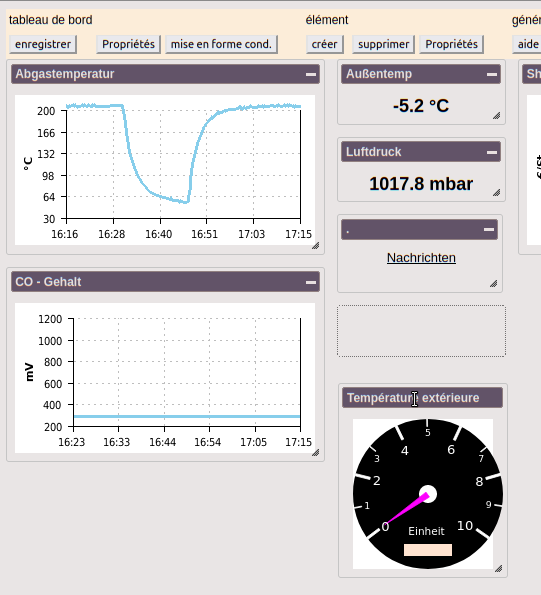 tableau de bord
élément
enregistrer
Propriétés
mise en forme cond.
créer
supprimer
Propriétés
aide
Abgastemperatur
°C
200
166
132
98
64
30
16:16 16:28 16:40 16:51 17:03 17:15
CO - Gehalt
mV
1200
1000
800
600
400
200
16:23 16:33 16:44 16:54 17:05 17:15
Außentemp
-5.2 °C
Luftdruck
1017.8 mbar
.
Nachrichten
Température extérieure
0
1
2
3
4
5
6
7
8
9
10
Einheit